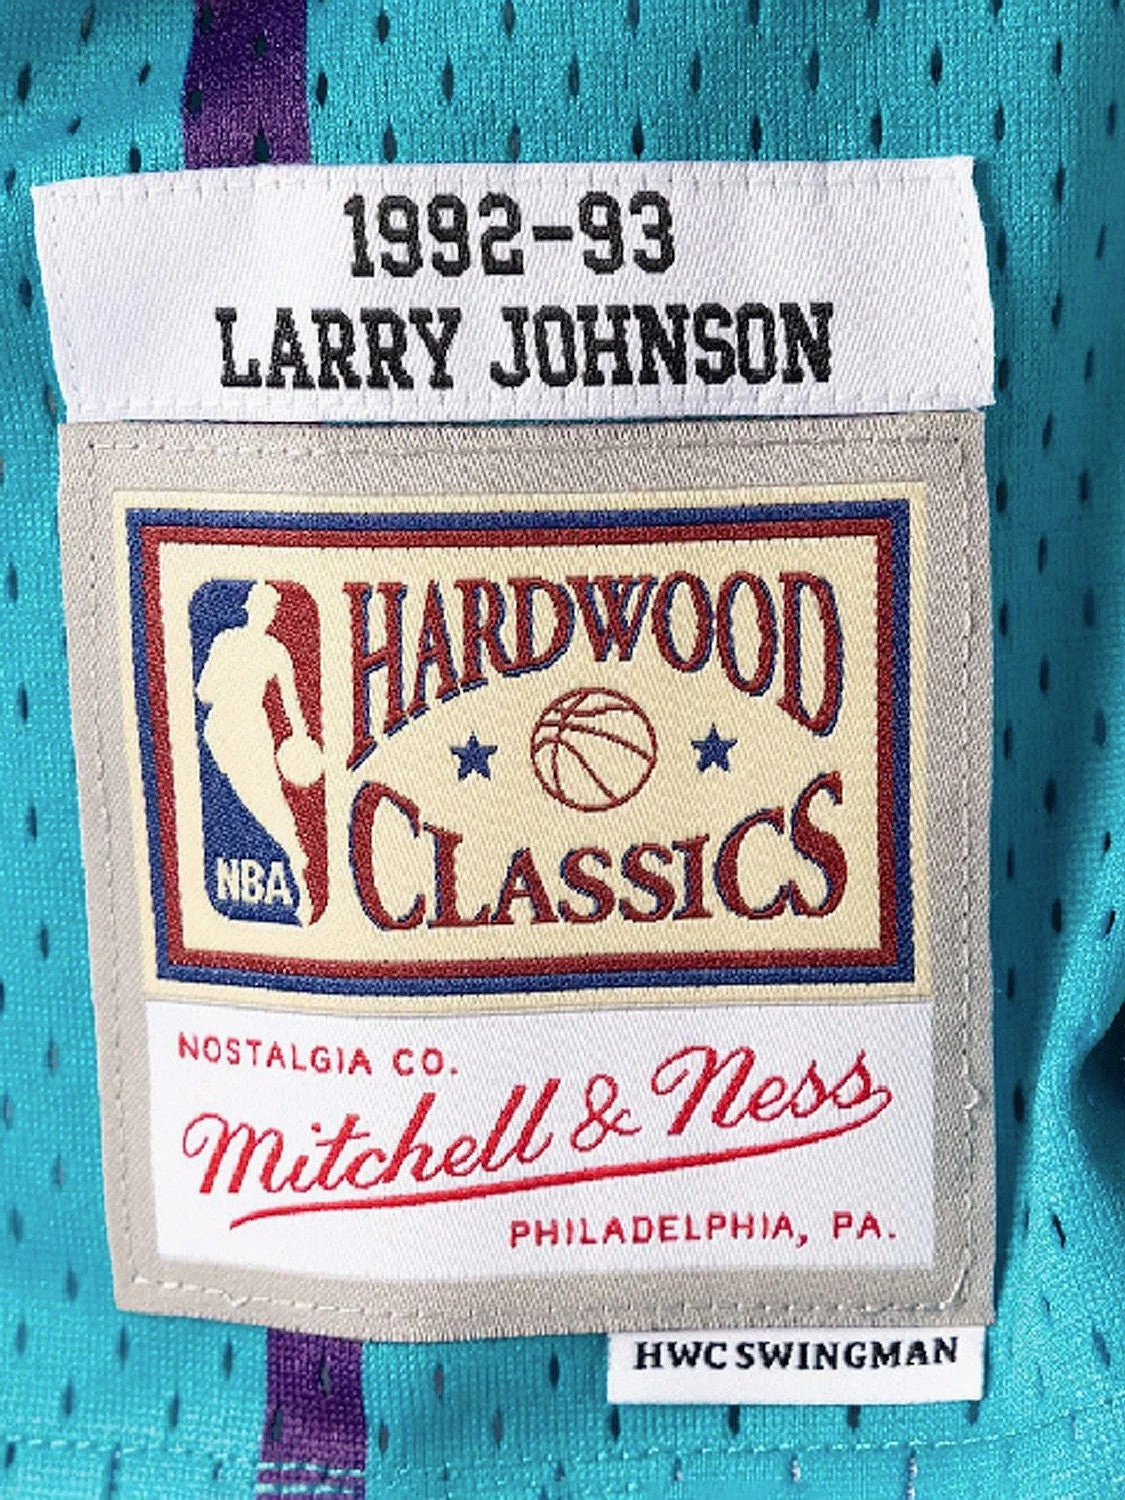 1992-93
LARRY JOHNSON
HARDWOOD
CLASSICS
NBA
NOSTALGIA CO.
Mitchell & Ness
PHILADELPHIA, PA.
HWC SWINGMAN